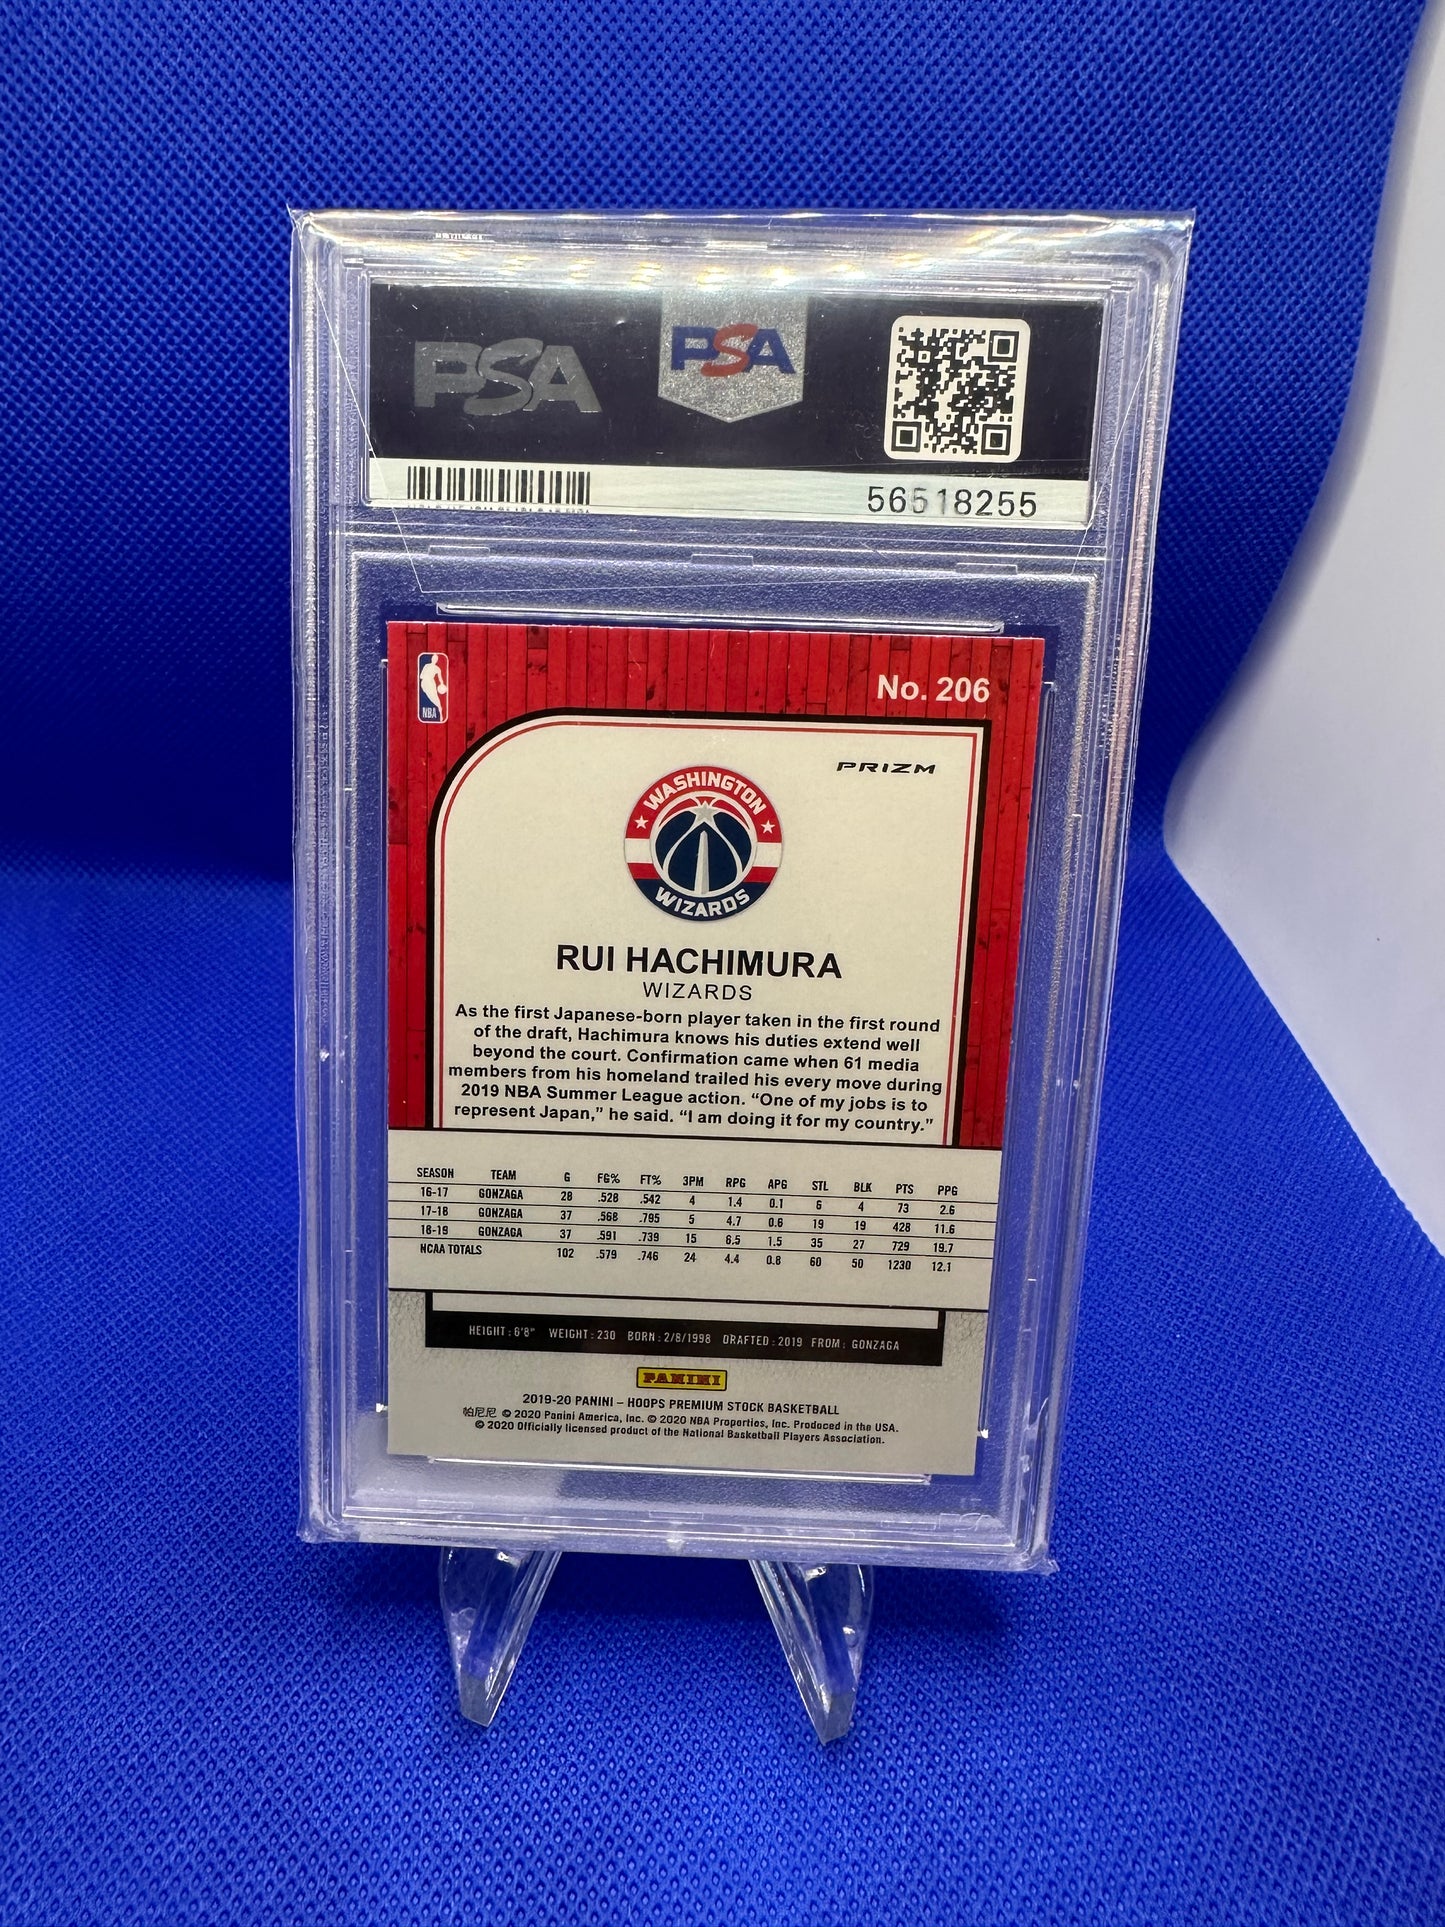 PSA
PSA
56518255
NBA
No. 206
PRIZM
WASHINGTON
WIZARDS
RUI HACHIMURA
WIZARDS
As the first Japanese-born player taken in the first round
of the draft, Hachimura knows his duties extend well
beyond the court. Confirmation came when 61 media
members from his homeland trailed his every move during
2019 NBA Summer League action. “One of my jobs is to
represent Japan,” he said. “I am doing it for my country.”
SEASON TEAM G FG% FT% 3PM RPG APG STL BLK PTS PPG
16-17 GONZAGA 28 .528 .542 4 1.4 0.1 6 4 73 2.6
17-18 GONZAGA 37 .568 .795 5 4.7 0.6 19 19 428 11.6
18-19 GONZAGA 37 .591 .739 15 6.5 1.5 35 27 729 19.7
NCAA TOTALS 102 .579 .746 24 4.4 0.8 60 50 1230 12.1
HEIGHT: 6'8" WEIGHT: 230 BORN: 2/8/1998 DRAFTED: 2019 FROM: GONZAGA
PANINI
2019-20 PANINI – HOOPS PREMIUM STOCK BASKETBALL
帕尼尼 © 2020 Panini America, Inc. © 2020 NBA Properties, Inc. Produced in the USA.
© 2020 Officially licensed product of the National Basketball Players Association.